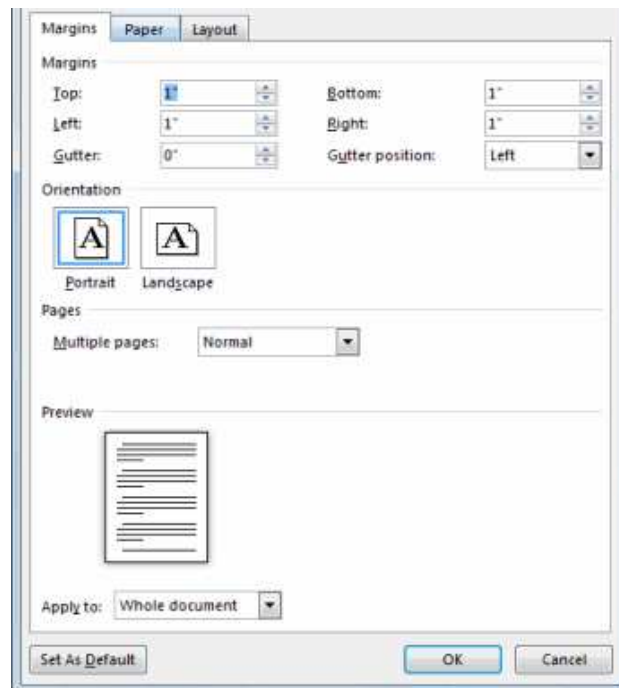 Margins Paper Layout
Margins
Top: 1" Bottom: 1"
Left: 1" Right: 1"
Gutter: 0" Gutter position: Left
Orientation
A A
Portrait Landscape
Pages
Multiple pages: Normal
Preview
Apply to: Whole document
Set As Default OK Cancel